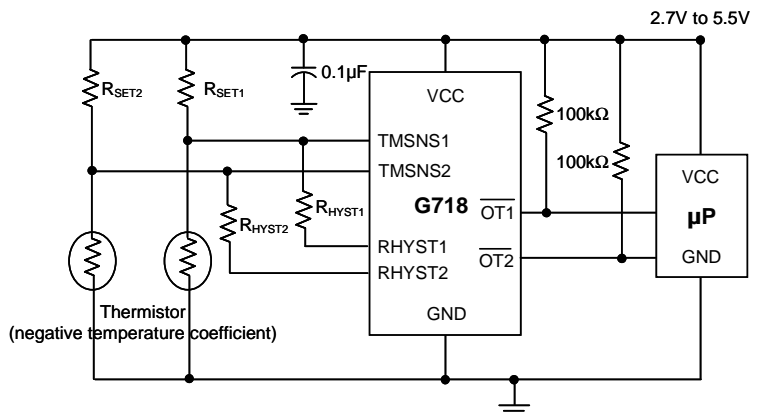 2.7V to 5.5V
RSET2
RSET1
0.1µF
VCC
100kΩ
TMSNS1
100kΩ
TMSNS2
VCC
RHYST1
G718
OT1
µP
RHYST2
RHYST1
OT2
GND
RHYST2
Thermistor
GND
(negative temperature coefficient)